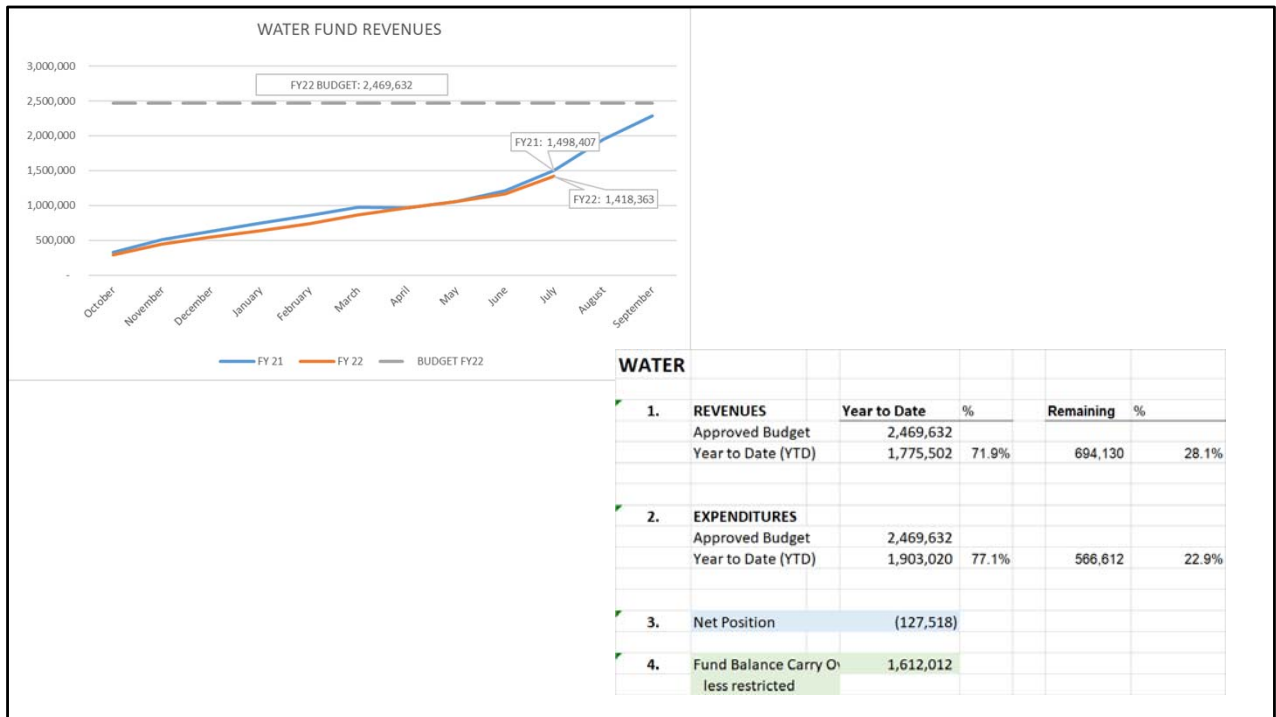 WATER FUND REVENUES
3,000,000
FY22 BUDGET: 2,469,632
2,500,000
2,000,000
FY21: 1,498,407
1,500,000
FY22: 1,418,363
1,000,000
500,000
-
October November December January February March April May June July August September
FY 21 FY 22 BUDGET FY22
WATER
1. REVENUES Year to Date % Remaining %
Approved Budget 2,469,632
Year to Date (YTD) 1,775,502 71.9% 694,130 28.1%
2. EXPENDITURES
Approved Budget 2,469,632
Year to Date (YTD) 1,903,020 77.1% 566,612 22.9%
3. Net Position (127,518)
4. Fund Balance Carry Ov 1,612,012
less restricted